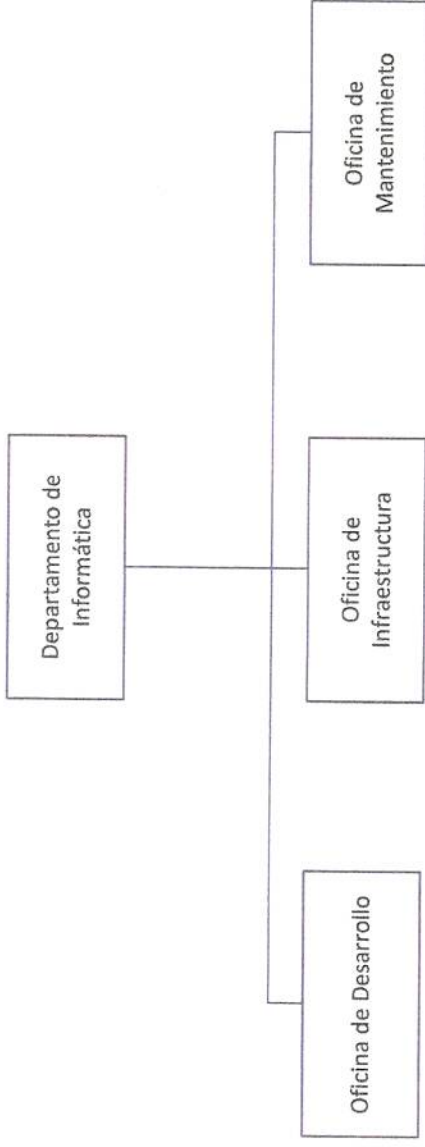 Departamento de
Informática
Oficina de Desarrollo
Oficina de
Infraestructura
Oficina de
Mantenimiento